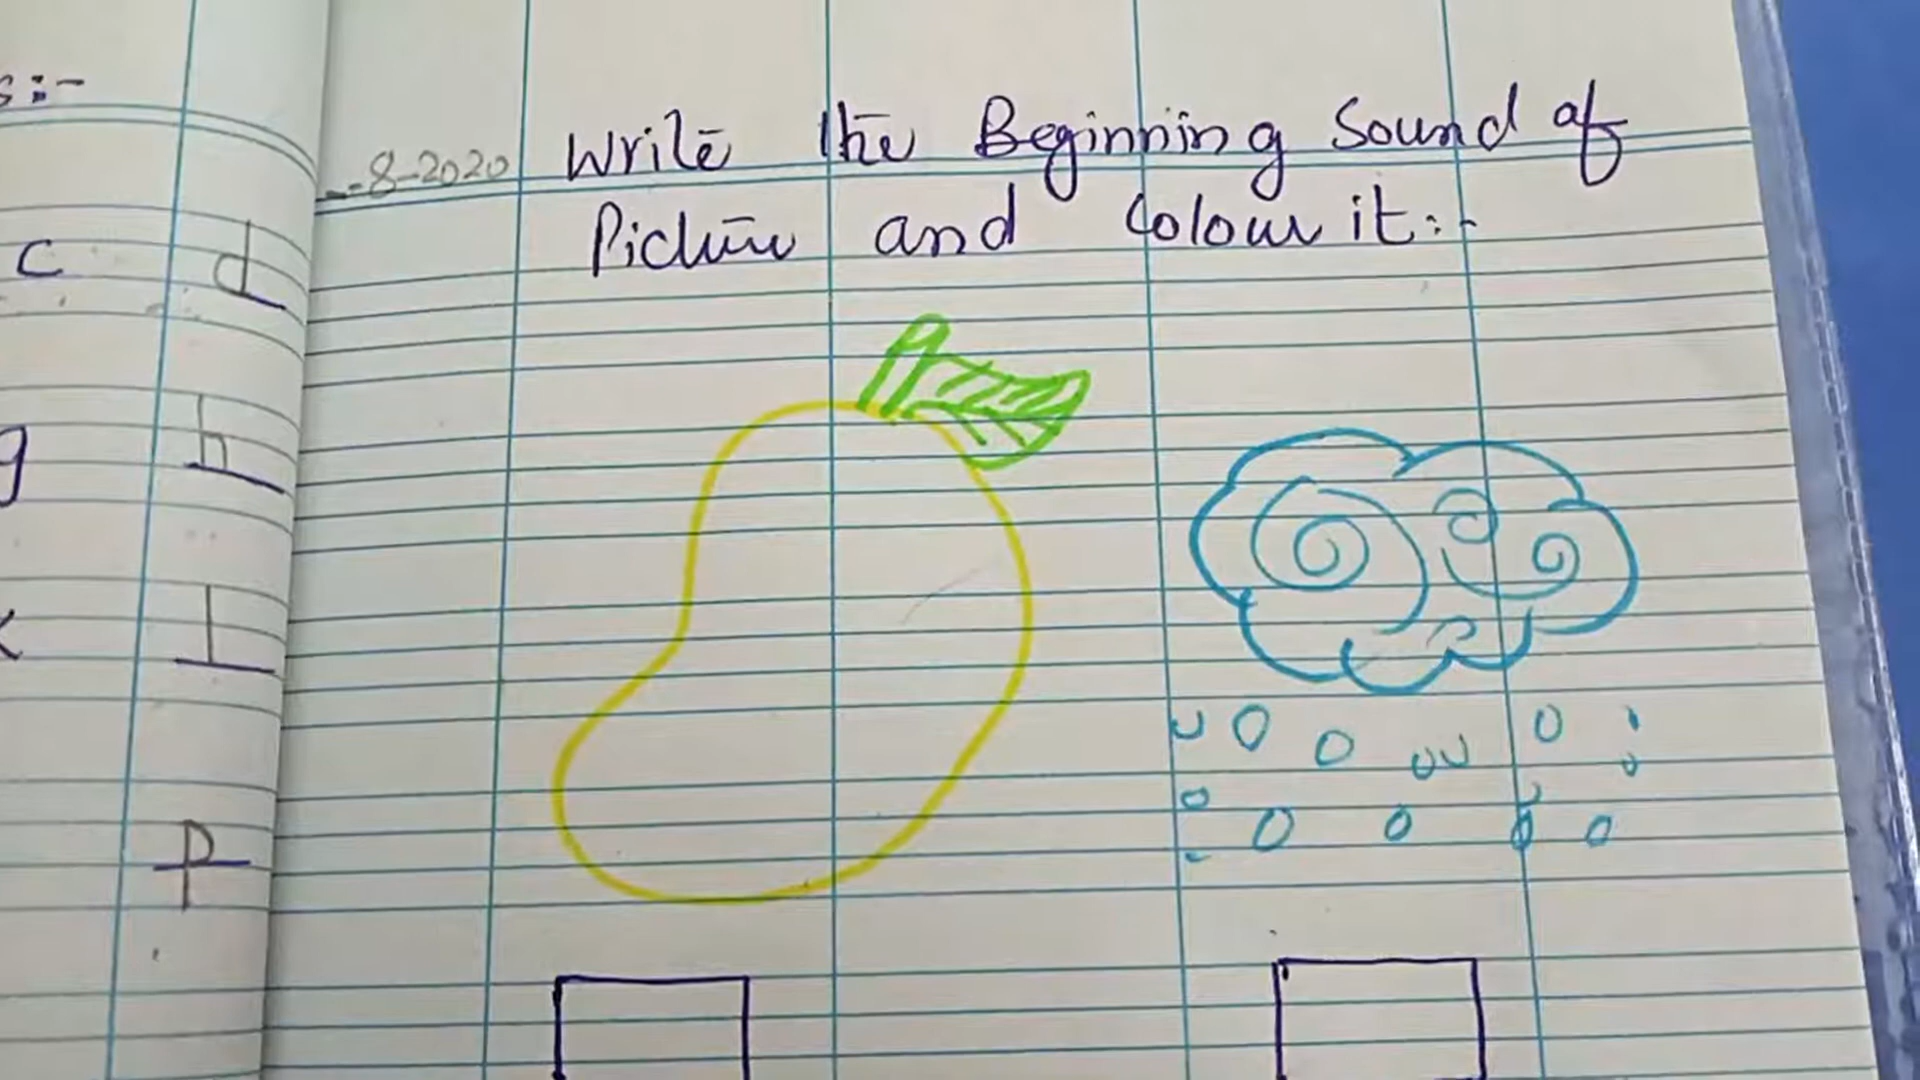 s:-
c d
g h
l
p
-8-2020
Write the Beginning Sound of
Picture and Colour it:-